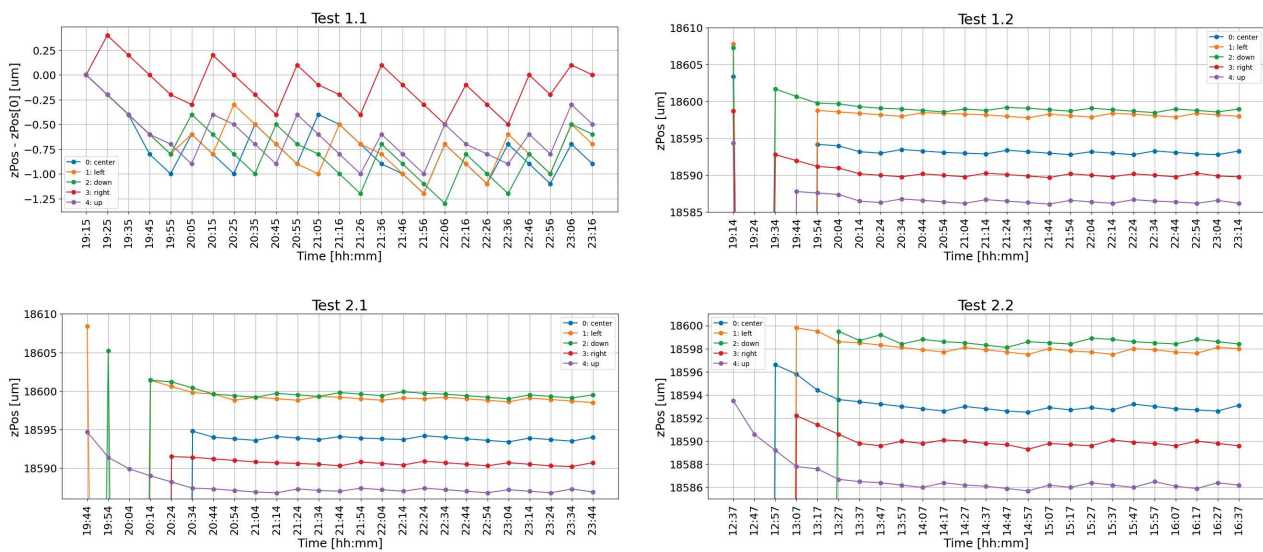 Test 1.1
zPos - zPos[0] [um]
0.25
0.00
−0.25
−0.50
−0.75
−1.00
−1.25
0: center
1: left
2: down
3: right
4: up
19:15 19:25 19:35 19:45 19:55 20:05 20:15 20:25 20:35 20:45 20:55 21:05 21:16 21:26 21:36 21:46 21:56 22:06 22:16 22:26 22:36 22:46 22:56 23:06 23:16
Time [hh:mm]
Test 1.2
zPos [um]
18610
18605
18600
18595
18590
18585
0: center
1: left
2: down
3: right
4: up
19:14 19:24 19:34 19:44 19:54 20:04 20:14 20:24 20:34 20:44 20:54 21:04 21:14 21:24 21:34 21:44 21:54 22:04 22:14 22:24 22:34 22:44 22:54 23:04 23:14
Time [hh:mm]
Test 2.1
zPos [um]
18610
18605
18600
18595
18590
0: center
1: left
2: down
3: right
4: up
19:44 19:54 20:04 20:14 20:24 20:34 20:44 20:54 21:04 21:14 21:24 21:34 21:44 21:54 22:04 22:14 22:24 22:34 22:44 22:54 23:04 23:14 23:24 23:34 23:44
Time [hh:mm]
Test 2.2
zPos [um]
18600
18598
18596
18594
18592
18590
18588
18586
0: center
1: left
2: down
3: right
4: up
12:37 12:47 12:57 13:07 13:17 13:27 13:37 13:47 13:57 14:07 14:17 14:27 14:37 14:47 14:57 15:07 15:17 15:27 15:37 15:47 15:57 16:07 16:17 16:27 16:37
Time [hh:mm]